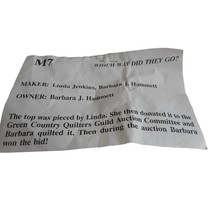 M7 WHICH WAY DID THEY GO?
MAKER: Linda Jenkins, Barbara J. Hammett
OWNER: Barbara J. Hammett
The top was pieced by Linda. She then donated it to the
Green Country Quilters Guild Auction Committee and
Barbara quilted it. Then during the auction Barbara
won the bid!